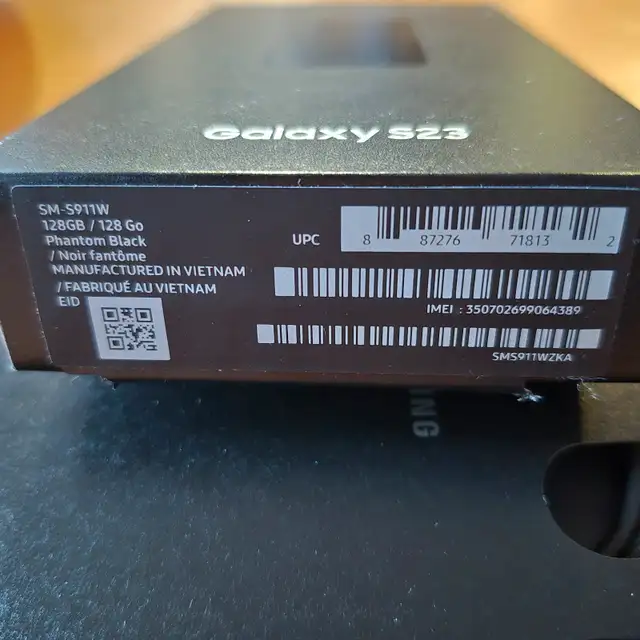 Galaxy S23
SM-S911W
128GB / 128 Go
Phantom Black
/ Noir fantôme
MANUFACTURED IN VIETNAM
/ FABRIQUÉ AU VIETNAM
EID
UPC
8 87276 71813 2
IMEI : 350702699064389
SMS911WZKA